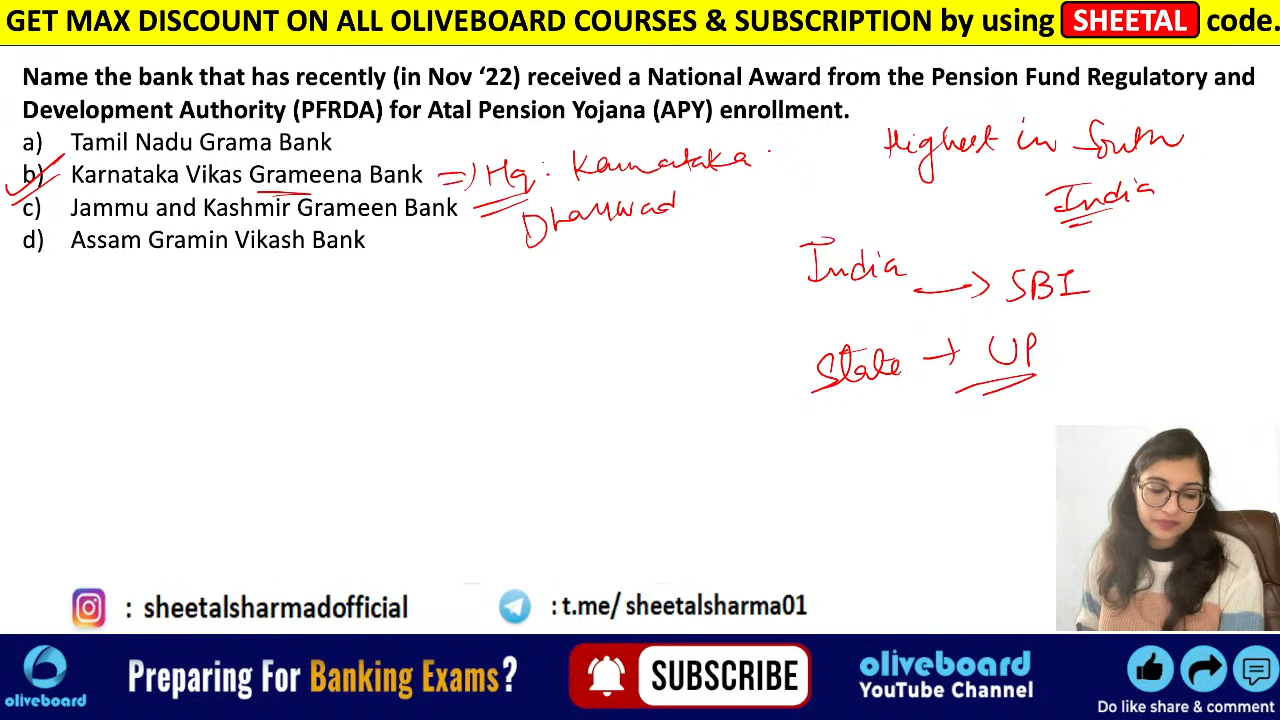 GET MAX DISCOUNT ON ALL OLIVEBOARD COURSES & SUBSCRIPTION by using SHEETAL code.
Name the bank that has recently (in Nov ‘22) received a National Award from the Pension Fund Regulatory and
Development Authority (PFRDA) for Atal Pension Yojana (APY) enrollment.
a) Tamil Nadu Grama Bank
b) Karnataka Vikas Grameena Bank => Hq: Karnataka
c) Jammu and Kashmir Grameen Bank
Dharwad
d) Assam Gramin Vikash Bank
Highest in South
India
India -> SBI
State -> UP
: sheetalsharmadofficial
: t.me/ sheetalsharma01
oliveboard
Preparing For Banking Exams?
SUBSCRIBE
oliveboard
YouTube Channel
Do like share & comment